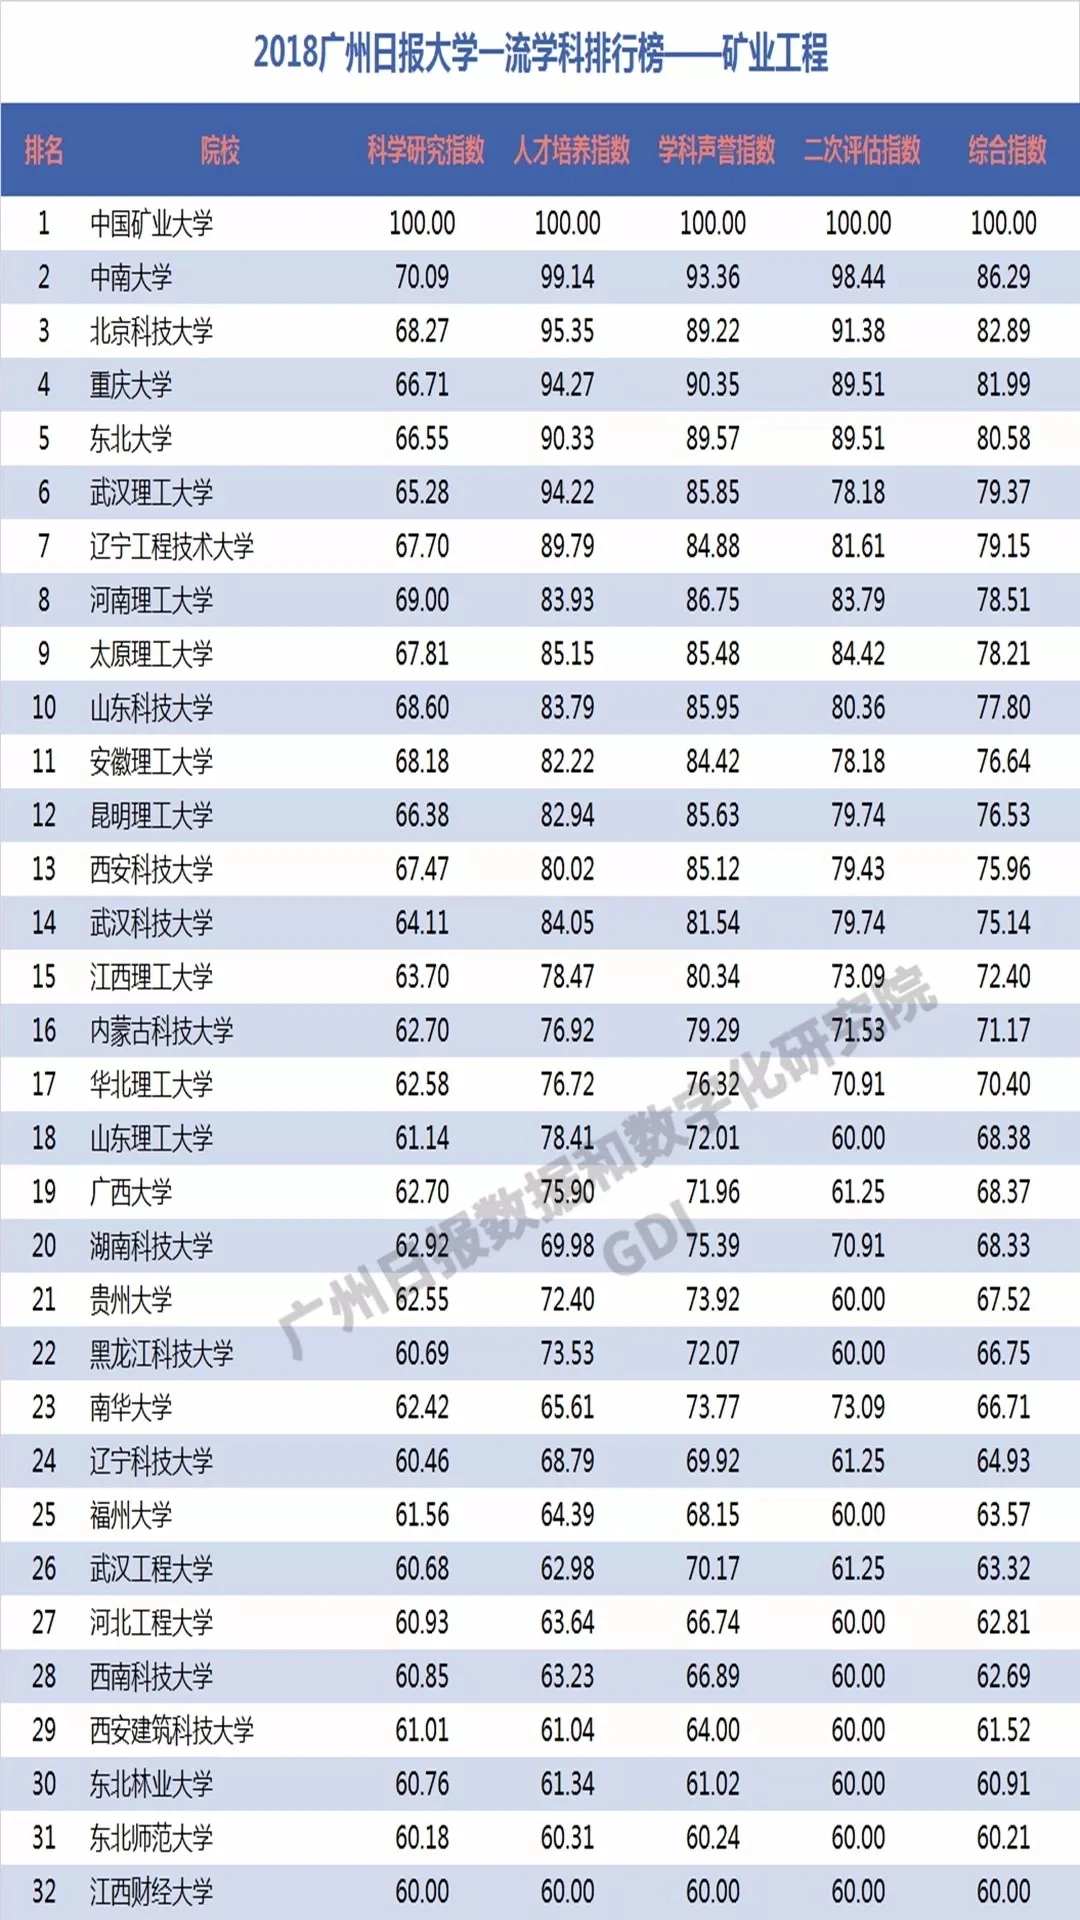 2018广州日报大学一流学科排行榜——矿业工程
排名 院校 科学研究指数 人才培养指数 学科声誉指数 二次评估指数 综合指数
1 中国矿业大学 100.00 100.00 100.00 100.00 100.00
2 中南大学 70.09 99.14 93.36 98.44 86.29
3 北京科技大学 68.27 95.35 89.22 91.38 82.89
4 重庆大学 66.71 94.27 90.35 89.51 81.99
5 东北大学 66.55 90.33 89.57 89.51 80.58
6 武汉理工大学 65.28 94.22 85.85 78.18 79.37
7 辽宁工程技术大学 67.70 89.79 84.88 81.61 79.15
8 河南理工大学 69.00 83.93 86.75 83.79 78.51
9 太原理工大学 67.81 85.15 85.48 84.42 78.21
10 山东科技大学 68.60 83.79 85.95 80.36 77.80
11 安徽理工大学 68.18 82.22 84.42 78.18 76.64
12 昆明理工大学 66.38 82.94 85.63 79.74 76.53
13 西安科技大学 67.47 80.02 85.12 79.43 75.96
14 武汉科技大学 64.11 84.05 81.54 79.74 75.14
15 江西理工大学 63.70 78.47 80.34 73.09 72.40
16 内蒙古科技大学 62.70 76.92 79.29 71.53 71.17
17 华北理工大学 62.58 76.72 76.32 70.91 70.40
18 山东理工大学 61.14 78.41 72.01 60.00 68.38
19 广西大学 62.70 75.90 71.96 61.25 68.37
20 湖南科技大学 62.92 69.98 75.39 70.91 68.33
21 贵州大学 62.55 72.40 73.92 60.00 67.52
22 黑龙江科技大学 60.69 73.53 72.07 60.00 66.75
23 南华大学 62.42 65.61 73.77 73.09 66.71
24 辽宁科技大学 60.46 68.79 69.92 61.25 64.93
25 福州大学 61.56 64.39 68.15 60.00 63.57
26 武汉工程大学 60.68 62.98 70.17 61.25 63.32
27 河北工程大学 60.93 63.64 66.74 60.00 62.81
28 西南科技大学 60.85 63.23 66.89 60.00 62.69
29 西安建筑科技大学 61.01 61.04 64.00 60.00 61.52
30 东北林业大学 60.76 61.34 61.02 60.00 60.91
31 东北师范大学 60.18 60.31 60.24 60.00 60.21
32 江西财经大学 60.00 60.00 60.00 60.00 60.00
广州日报数据和数字化研究院
GDI